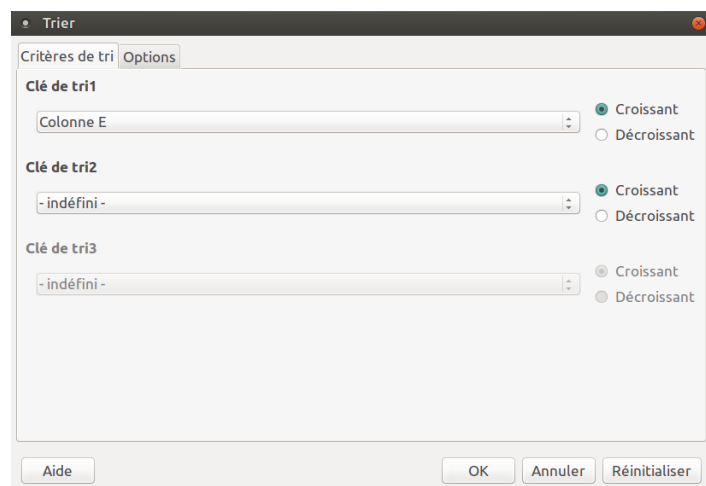 Trier
Critères de tri Options
Clé de tri1
Colonne E
Croissant
Décroissant
Clé de tri2
- indéfini -
Croissant
Décroissant
Clé de tri3
- indéfini -
Croissant
Décroissant
Aide OK Annuler Réinitialiser